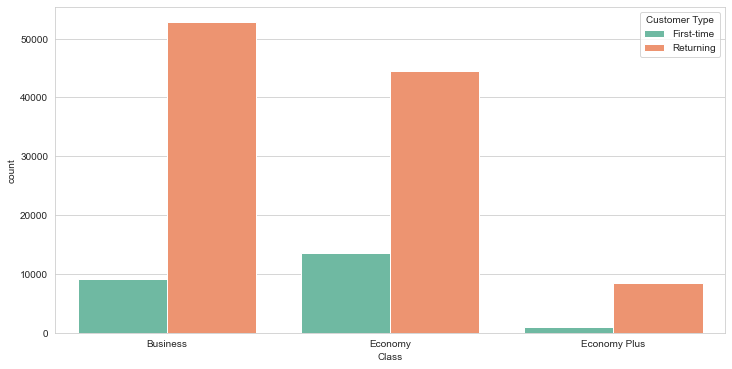 Customer Type
First-time
Returning
50000
40000
30000
20000
10000
0
count
Business
Economy
Economy Plus
Class